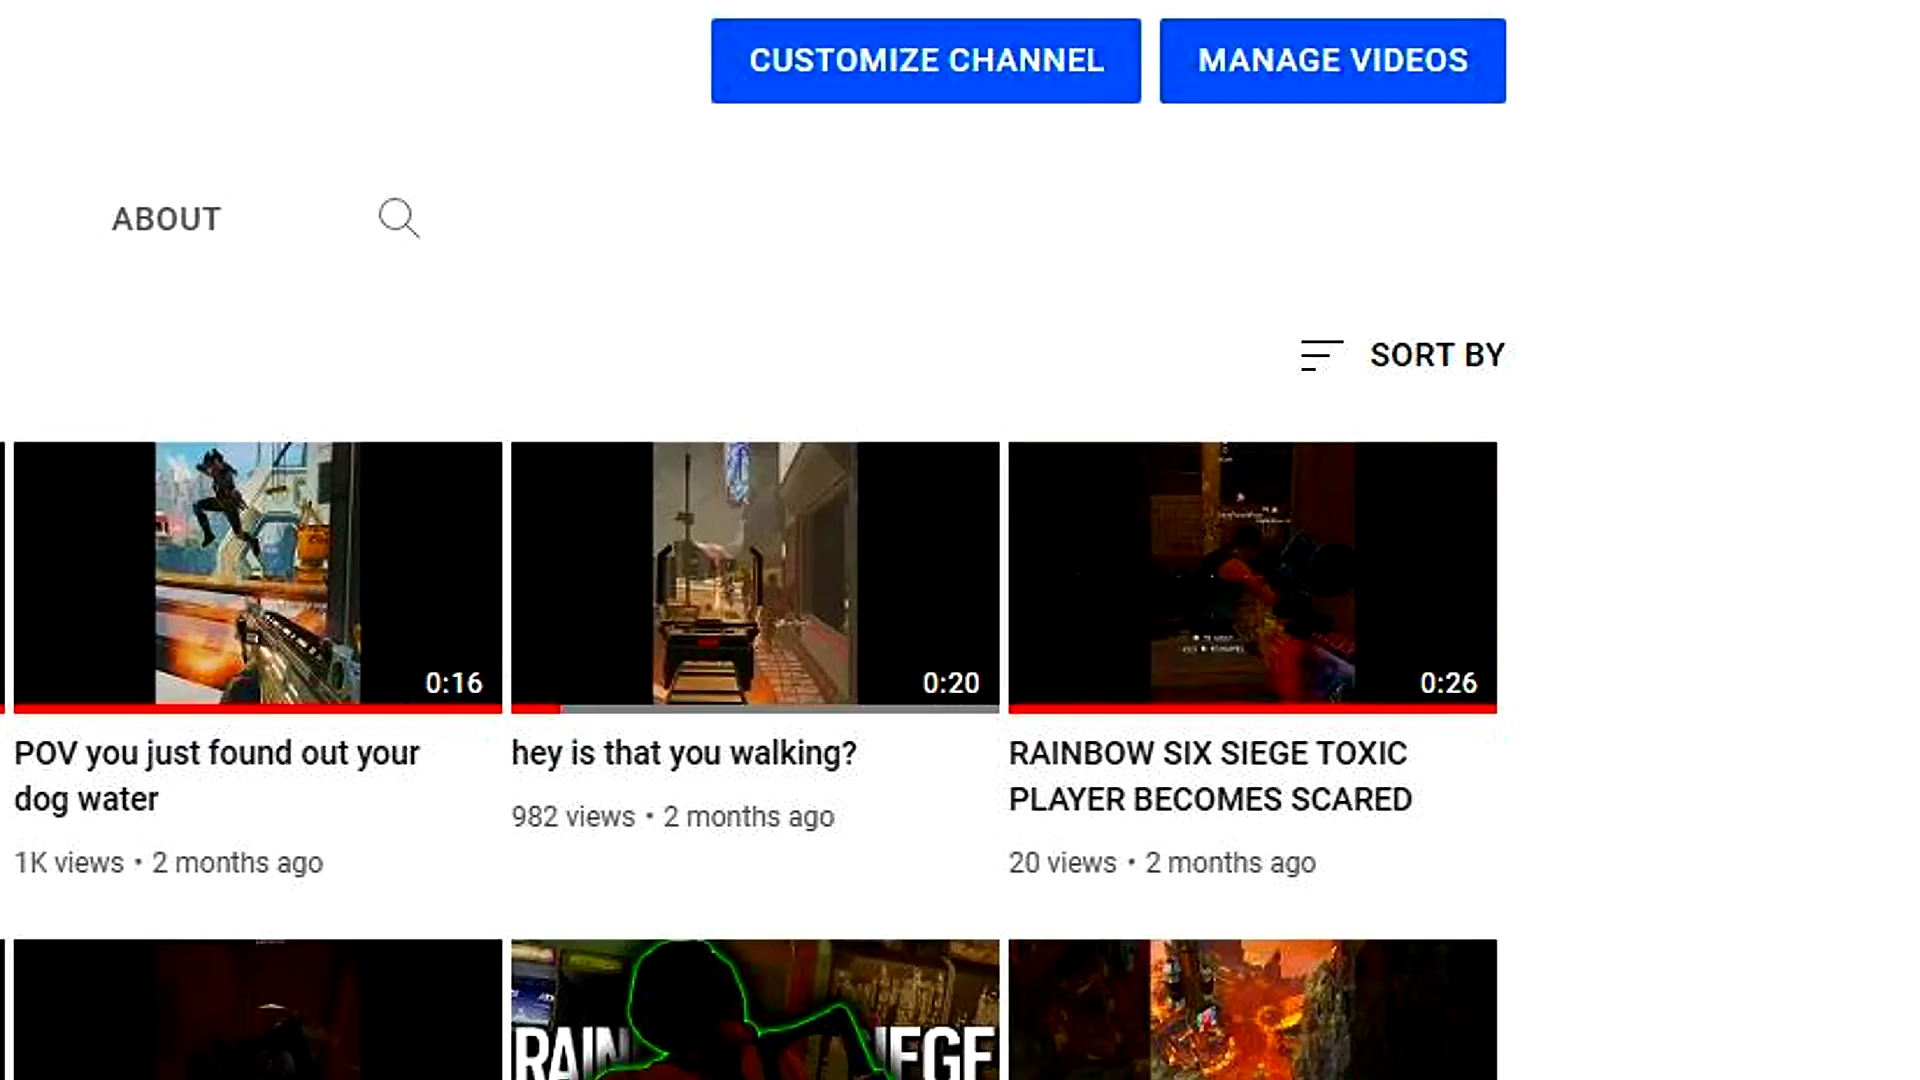 CUSTOMIZE CHANNEL
MANAGE VIDEOS
ABOUT
SORT BY
0:16
0:20
0:26
POV you just found out your
dog water
1K views • 2 months ago
hey is that you walking?
982 views • 2 months ago
RAINBOW SIX SIEGE TOXIC
PLAYER BECOMES SCARED
20 views • 2 months ago
RAIN IEGE